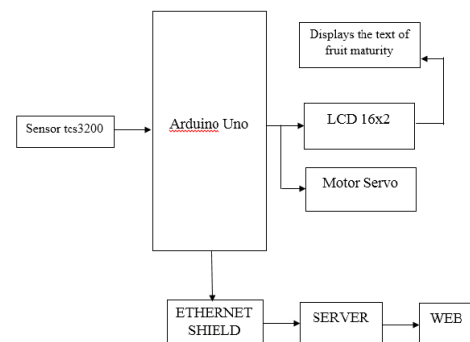 Displays the text of
fruit maturity
Sensor tcs3200
Arduino Uno
LCD 16x2
Motor Servo
ETHERNET
SHIELD
SERVER
WEB